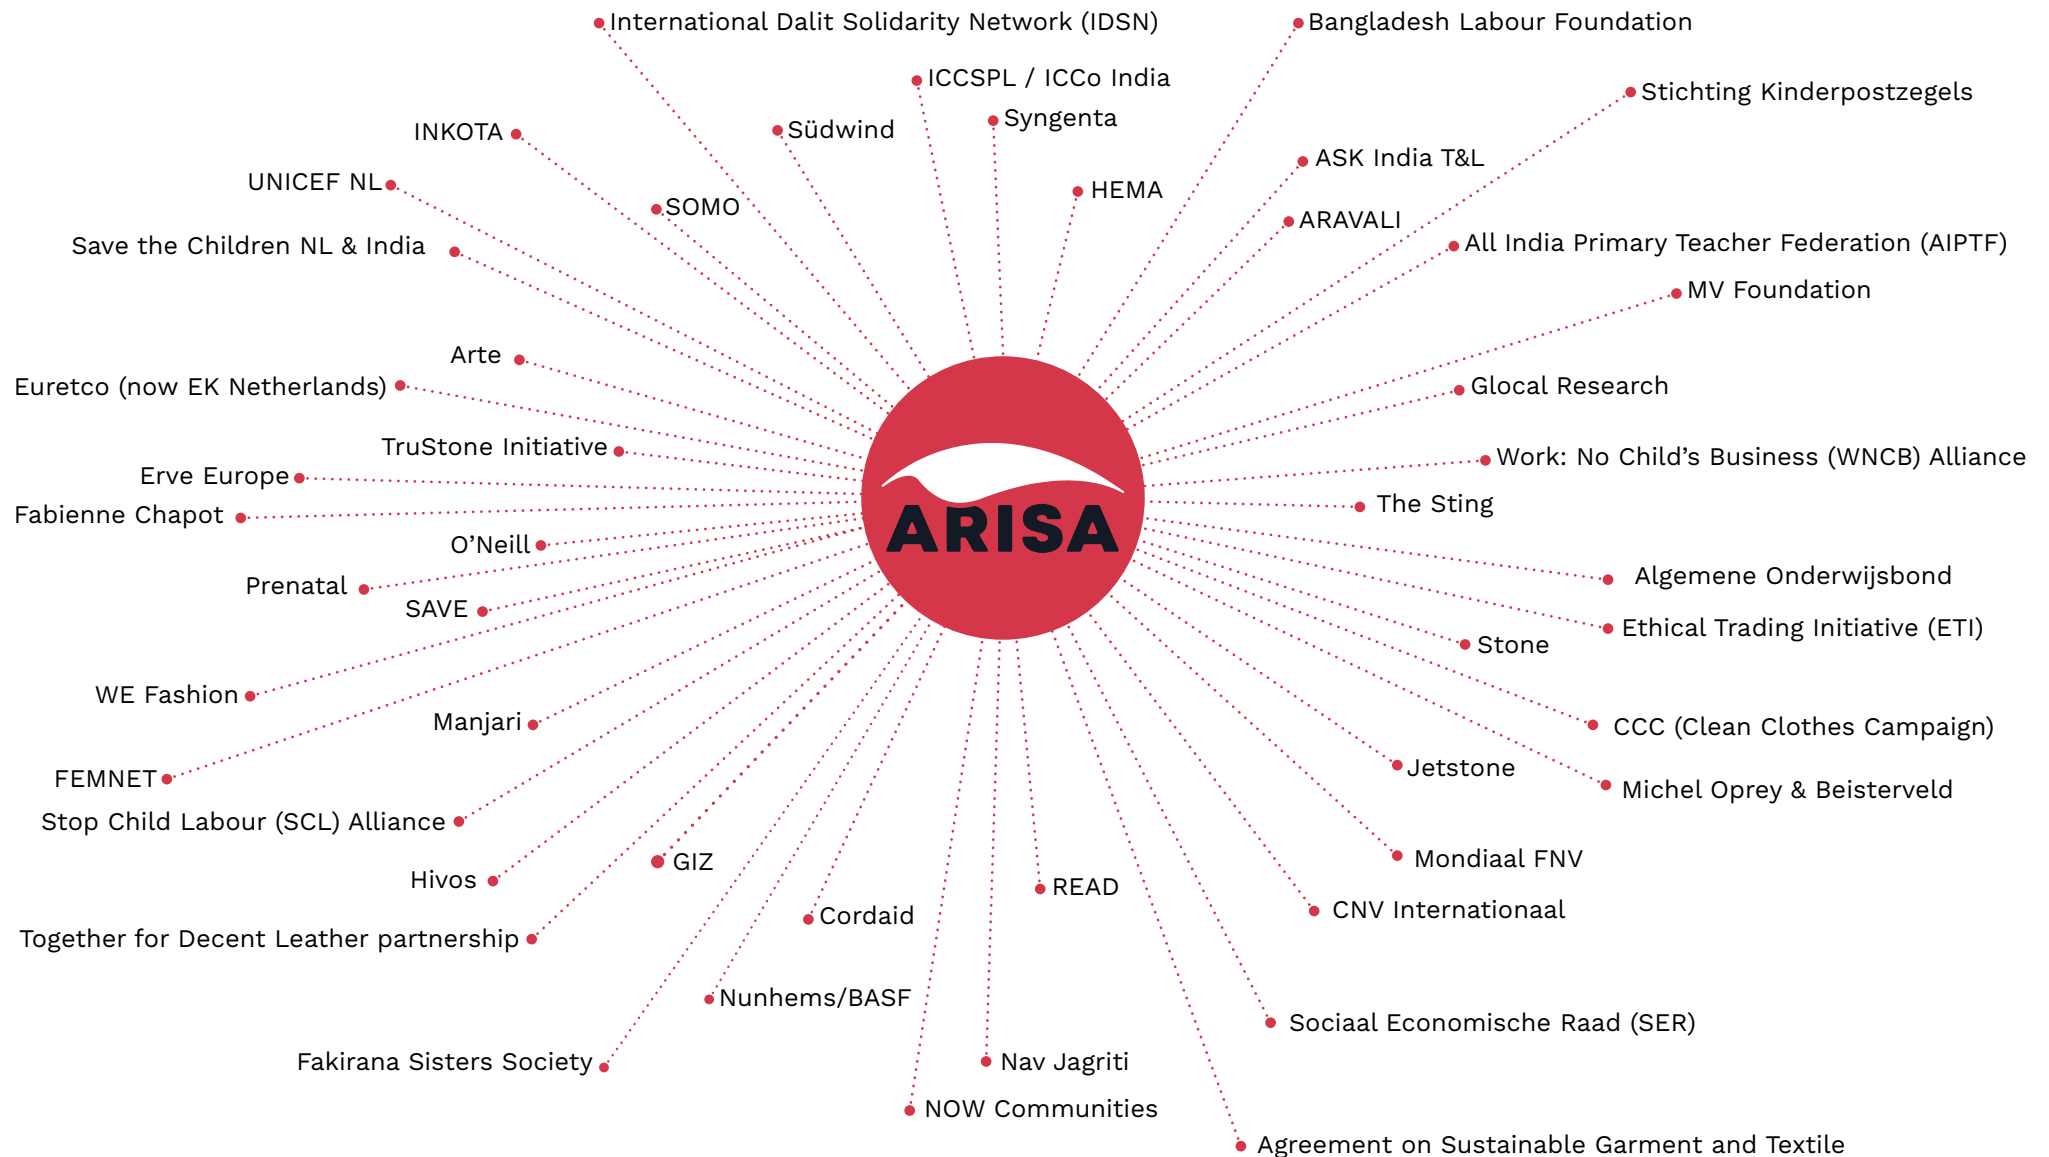 International Dalit Solidarity Network (IDSN)
Bangladesh Labour Foundation
ICCSPL / ICCo India
Stichting Kinderpostzegels
Syngenta
Südwind
INKOTA
ASK India T&L
UNICEF NL
HEMA
SOMO
ARAVALI
Save the Children NL & India
All India Primary Teacher Federation (AIPTF)
MV Foundation
Arte
Euretco (now EK Netherlands)
Glocal Research
TruStone Initiative
Work: No Child’s Business (WNCB) Alliance
Erve Europe
The Sting
Fabienne Chapot
ARISA
O’Neill
Algemene Onderwijsbond
Prenatal
SAVE
Ethical Trading Initiative (ETI)
Stone
WE Fashion
Manjari
CCC (Clean Clothes Campaign)
Jetstone
FEMNET
Michel Oprey & Beisterveld
Stop Child Labour (SCL) Alliance
Mondiaal FNV
GIZ
Hivos
READ
CNV Internationaal
Cordaid
Together for Decent Leather partnership
Nunhems/BASF
Sociaal Economische Raad (SER)
Fakirana Sisters Society
Nav Jagriti
NOW Communities
Agreement on Sustainable Garment and Textile